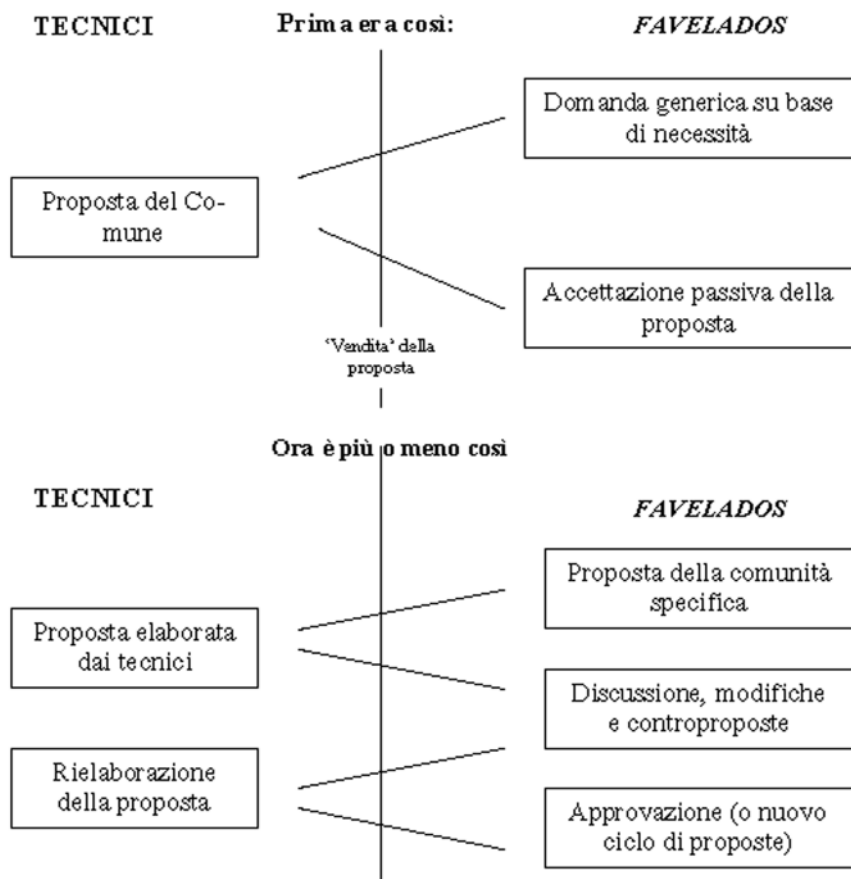 TECNICI
Prima era così:
FAVELADOS
Domanda generica su base
di necessità
Proposta del Co-
mune
Accettazione passiva della
proposta
‘Vendita’ della
proposta
Ora è più o meno così
TECNICI
FAVELADOS
Proposta della comunità
specifica
Proposta elaborata
dai tecnici
Discussione, modifiche
e controproposte
Rielaborazione
della proposta
Approvazione (o nuovo
ciclo di proposte)